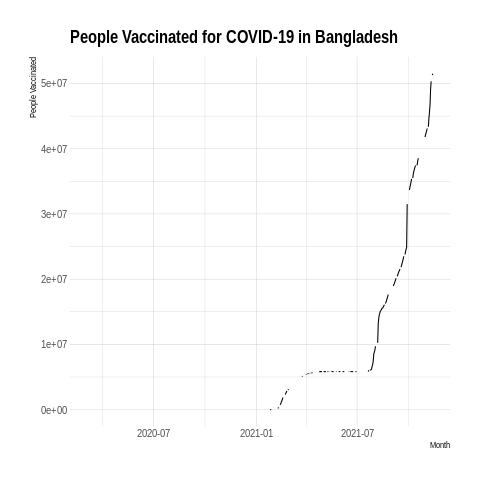 People Vaccinated for COVID-19 in Bangladesh
People Vaccinated
5e+07
4e+07
3e+07
2e+07
1e+07
0e+00
2020-07 2021-01 2021-07
Month